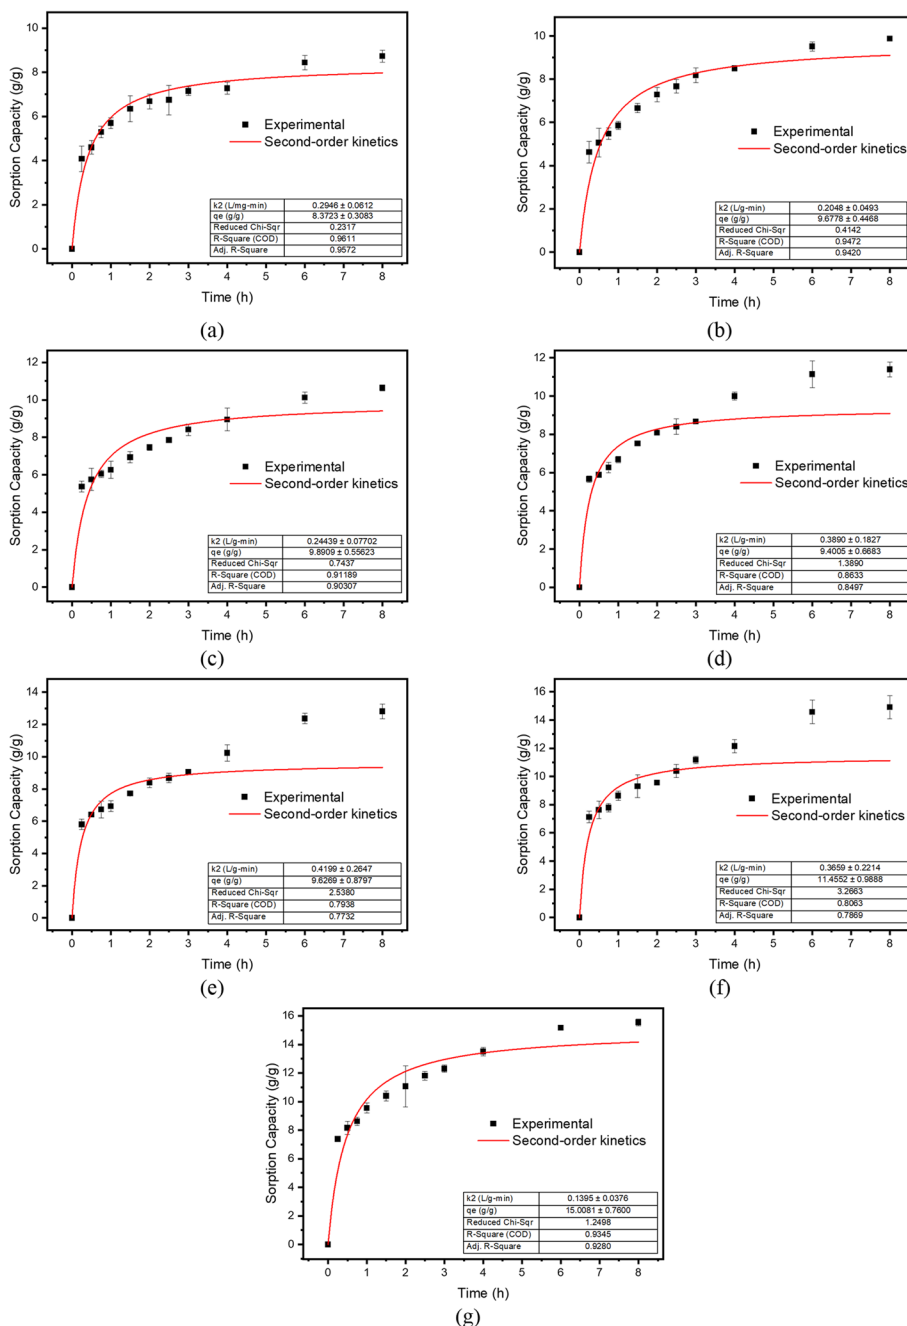 10
8
6
4
2
0
0 1 2 3 4 5 6 7 8
Sorption Capacity (g/g)
Time (h)
Experimental
Second-order kinetics
k2 (L/mg-min) 0.2946 ± 0.0612
qe (g/g) 8.3723 ± 0.3083
Reduced Chi-Sqr 0.2317
R-Square (COD) 0.9611
Adj. R-Square 0.9572
(a)
10
8
6
4
2
0
0 1 2 3 4 5 6 7 8
Sorption Capacity (g/g)
Time (h)
Experimental
Second-order kinetics
k2 (L/g-min) 0.2048 ± 0.0493
qe (g/g) 9.6778 ± 0.4468
Reduced Chi-Sqr 0.4142
R-Square (COD) 0.9472
Adj. R-Square 0.9420
(b)
12
10
8
6
4
2
0
0 1 2 3 4 5 6 7 8
Sorption Capacity (g/g)
Time (h)
Experimental
Second-order kinetics
k2 (L/g-min) 0.24439 ± 0.07702
qe (g/g) 9.8909 ± 0.55623
Reduced Chi-Sqr 0.7437
R-Square (COD) 0.91189
Adj. R-Square 0.90307
(c)
12
10
8
6
4
2
0
0 1 2 3 4 5 6 7 8
Sorption Capacity (g/g)
Time (h)
Experimental
Second-order kinetics
k2 (L/g-min) 0.3890 ± 0.1827
qe (g/g) 9.4005 ± 0.6683
Reduced Chi-Sqr 1.3890
R-Square (COD) 0.8633
Adj. R-Square 0.8497
(d)
14
12
10
8
6
4
2
0
0 1 2 3 4 5 6 7 8
Sorption Capacity (g/g)
Time (h)
Experimental
Second-order kinetics
k2 (L/g-min) 0.4199 ± 0.2647
qe (g/g) 9.6269 ± 0.8797
Reduced Chi-Sqr 2.5380
R-Square (COD) 0.7938
Adj. R-Square 0.7732
(e)
16
14
12
10
8
6
4
2
0
0 1 2 3 4 5 6 7 8
Sorption Capacity (g/g)
Time (h)
Experimental
Second-order kinetics
k2 (L/g-min) 0.3659 ± 0.2214
qe (g/g) 11.4552 ± 0.9888
Reduced Chi-Sqr 3.2663
R-Square (COD) 0.8063
Adj. R-Square 0.7869
(f)
16
14
12
10
8
6
4
2
0
0 1 2 3 4 5 6 7 8
Sorption Capacity (g/g)
Time (h)
Experimental
Second-order kinetics
k2 (L/g-min) 0.1395 ± 0.0376
qe (g/g) 15.0081 ± 0.7600
Reduced Chi-Sqr 1.2498
R-Square (COD) 0.9345
Adj. R-Square 0.9280
(g)